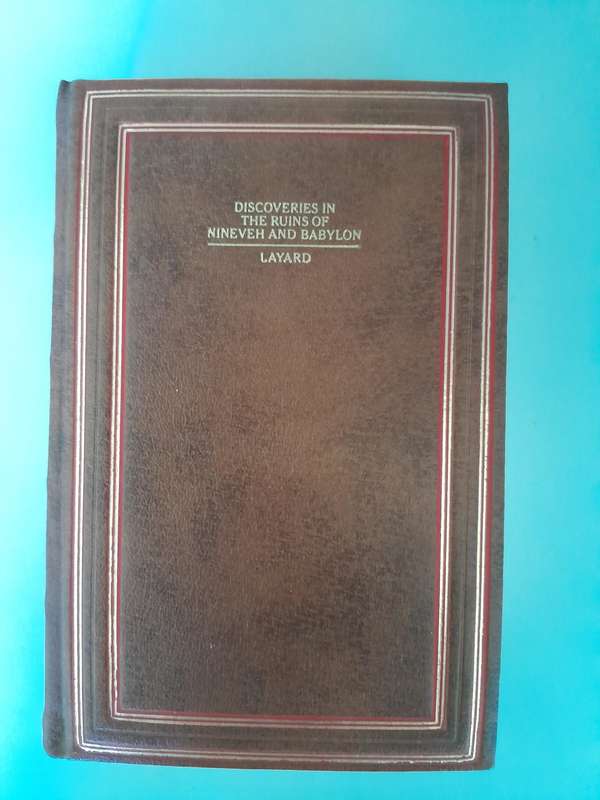 DISCOVERIES IN
THE RUINS OF
NINEVEH AND BABYLON
LAYARD